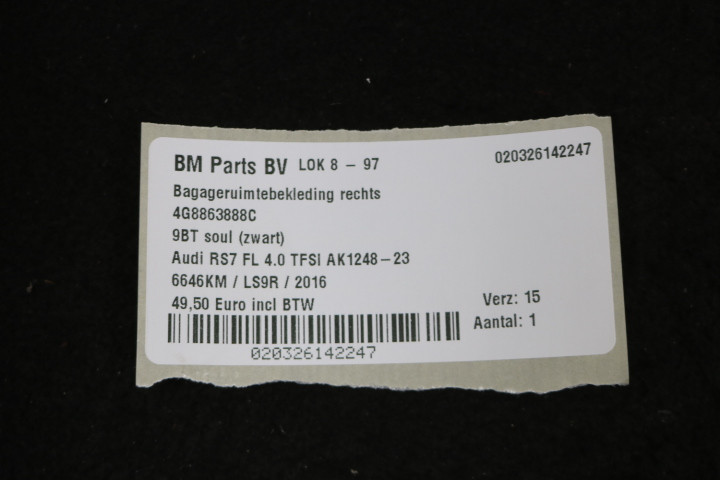 BM Parts BV LOK 8 - 97 020326142247
Bagageruimtebekleding rechts
4G8863888C
9BT soul (zwart)
Audi RS7 FL 4.0 TFSI AK1248-23
6646KM / LS9R / 2016
49,50 Euro incl BTW
Verz: 15
Aantal: 1
020326142247